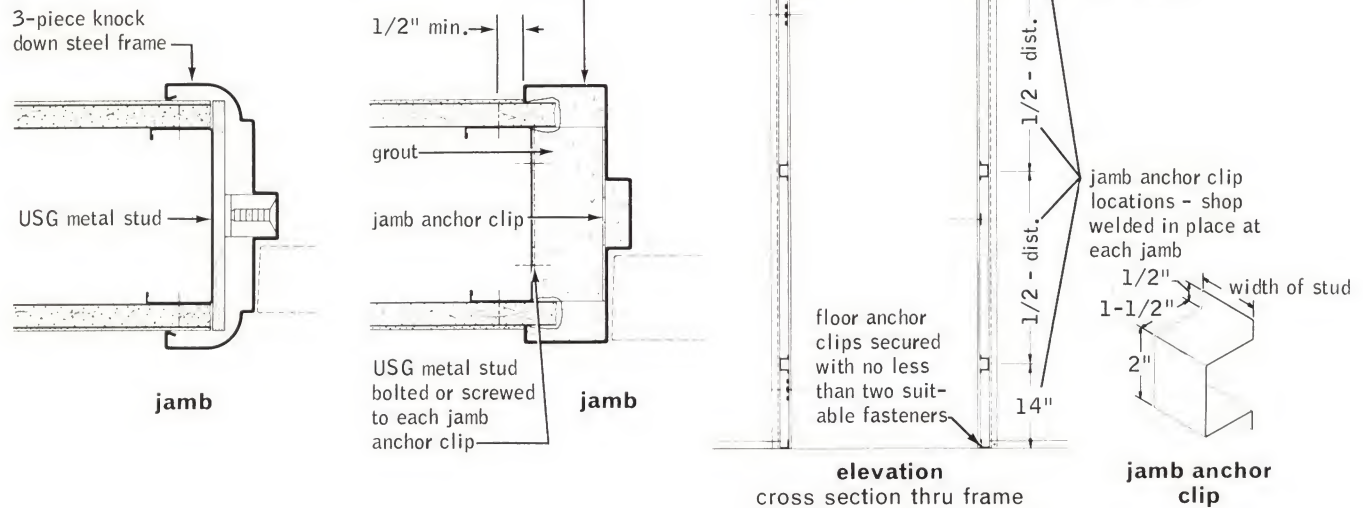 3-piece knock
down steel frame
USG metal stud
jamb
1/2" min.
grout
jamb anchor clip
USG metal stud
bolted or screwed
to each jamb
anchor clip
jamb
1/2 - dist.
1/2 - dist.
14"
floor anchor
clips secured
with no less
than two suit-
able fasteners
elevation
cross section thru frame
jamb anchor clip
locations - shop
welded in place at
each jamb
1/2"
width of stud
1-1/2"
2"
jamb anchor
clip